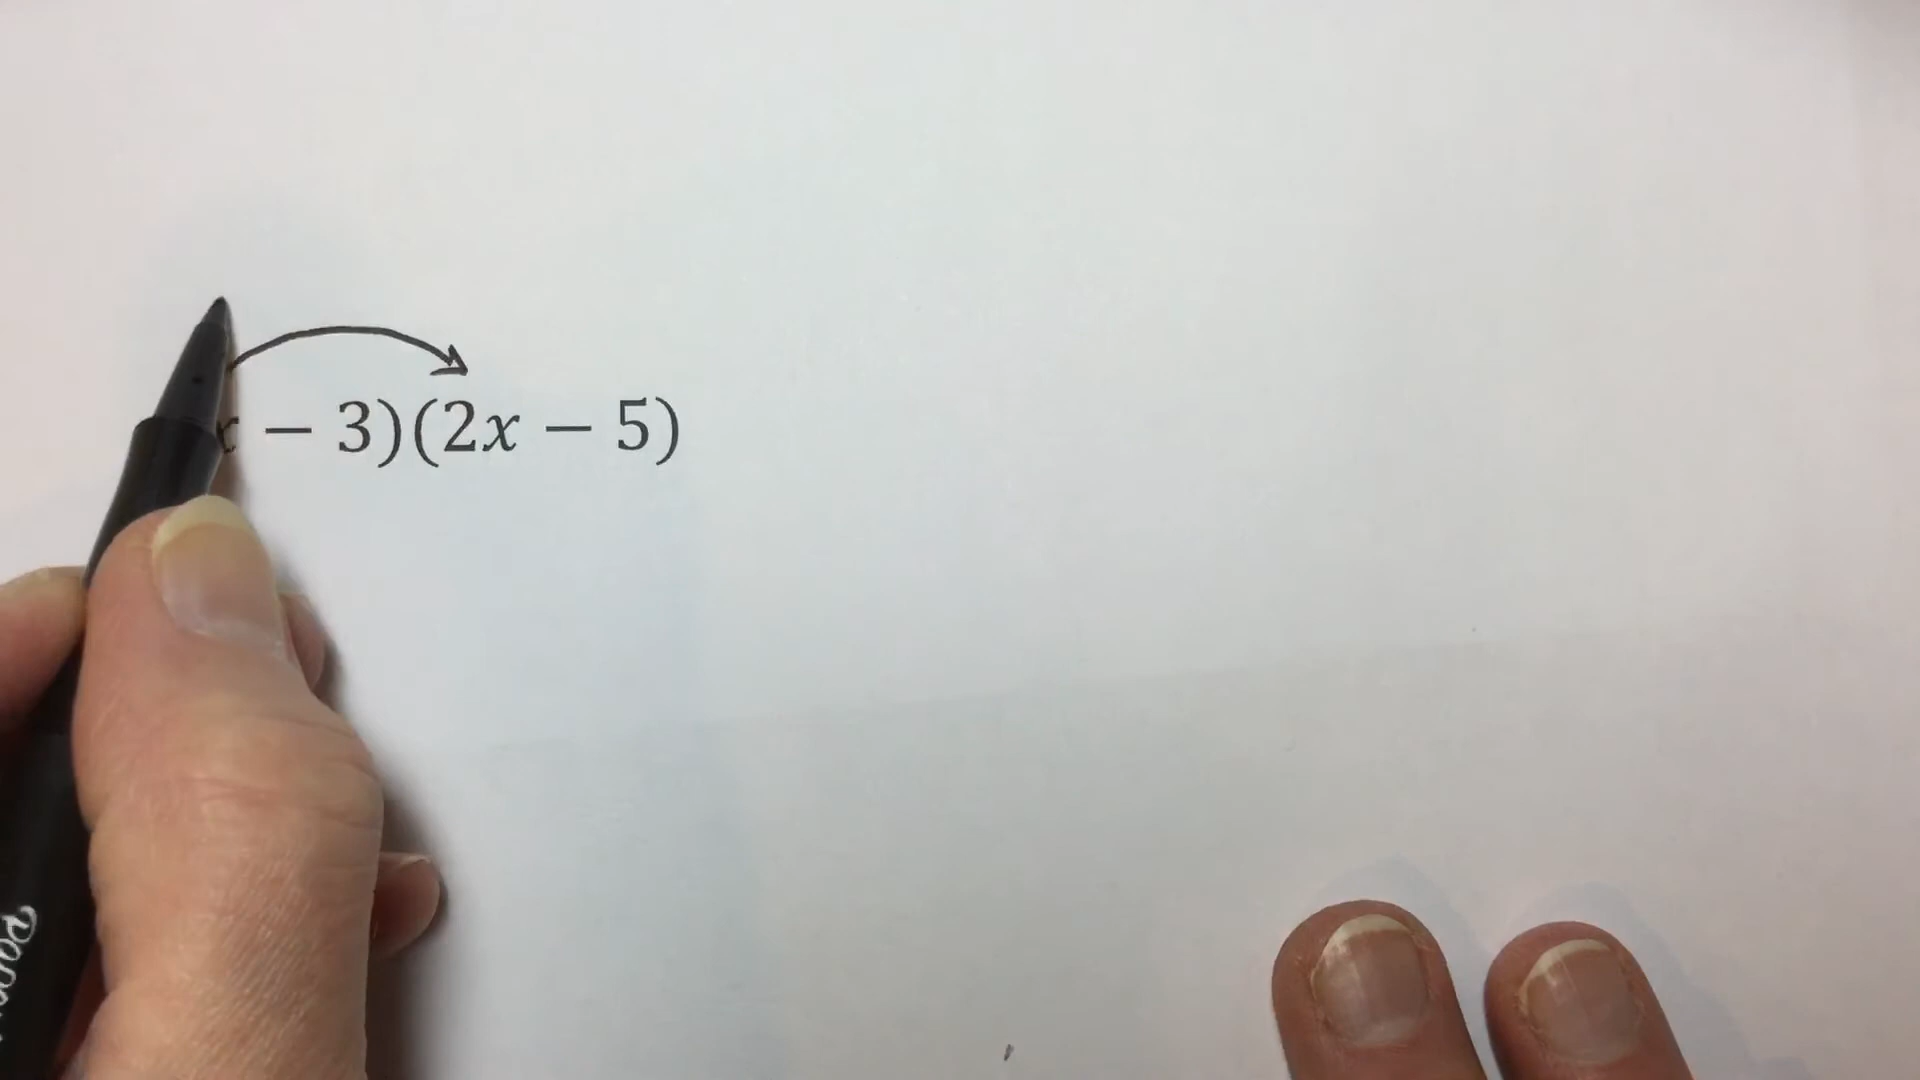 x − 3)(2x − 5)